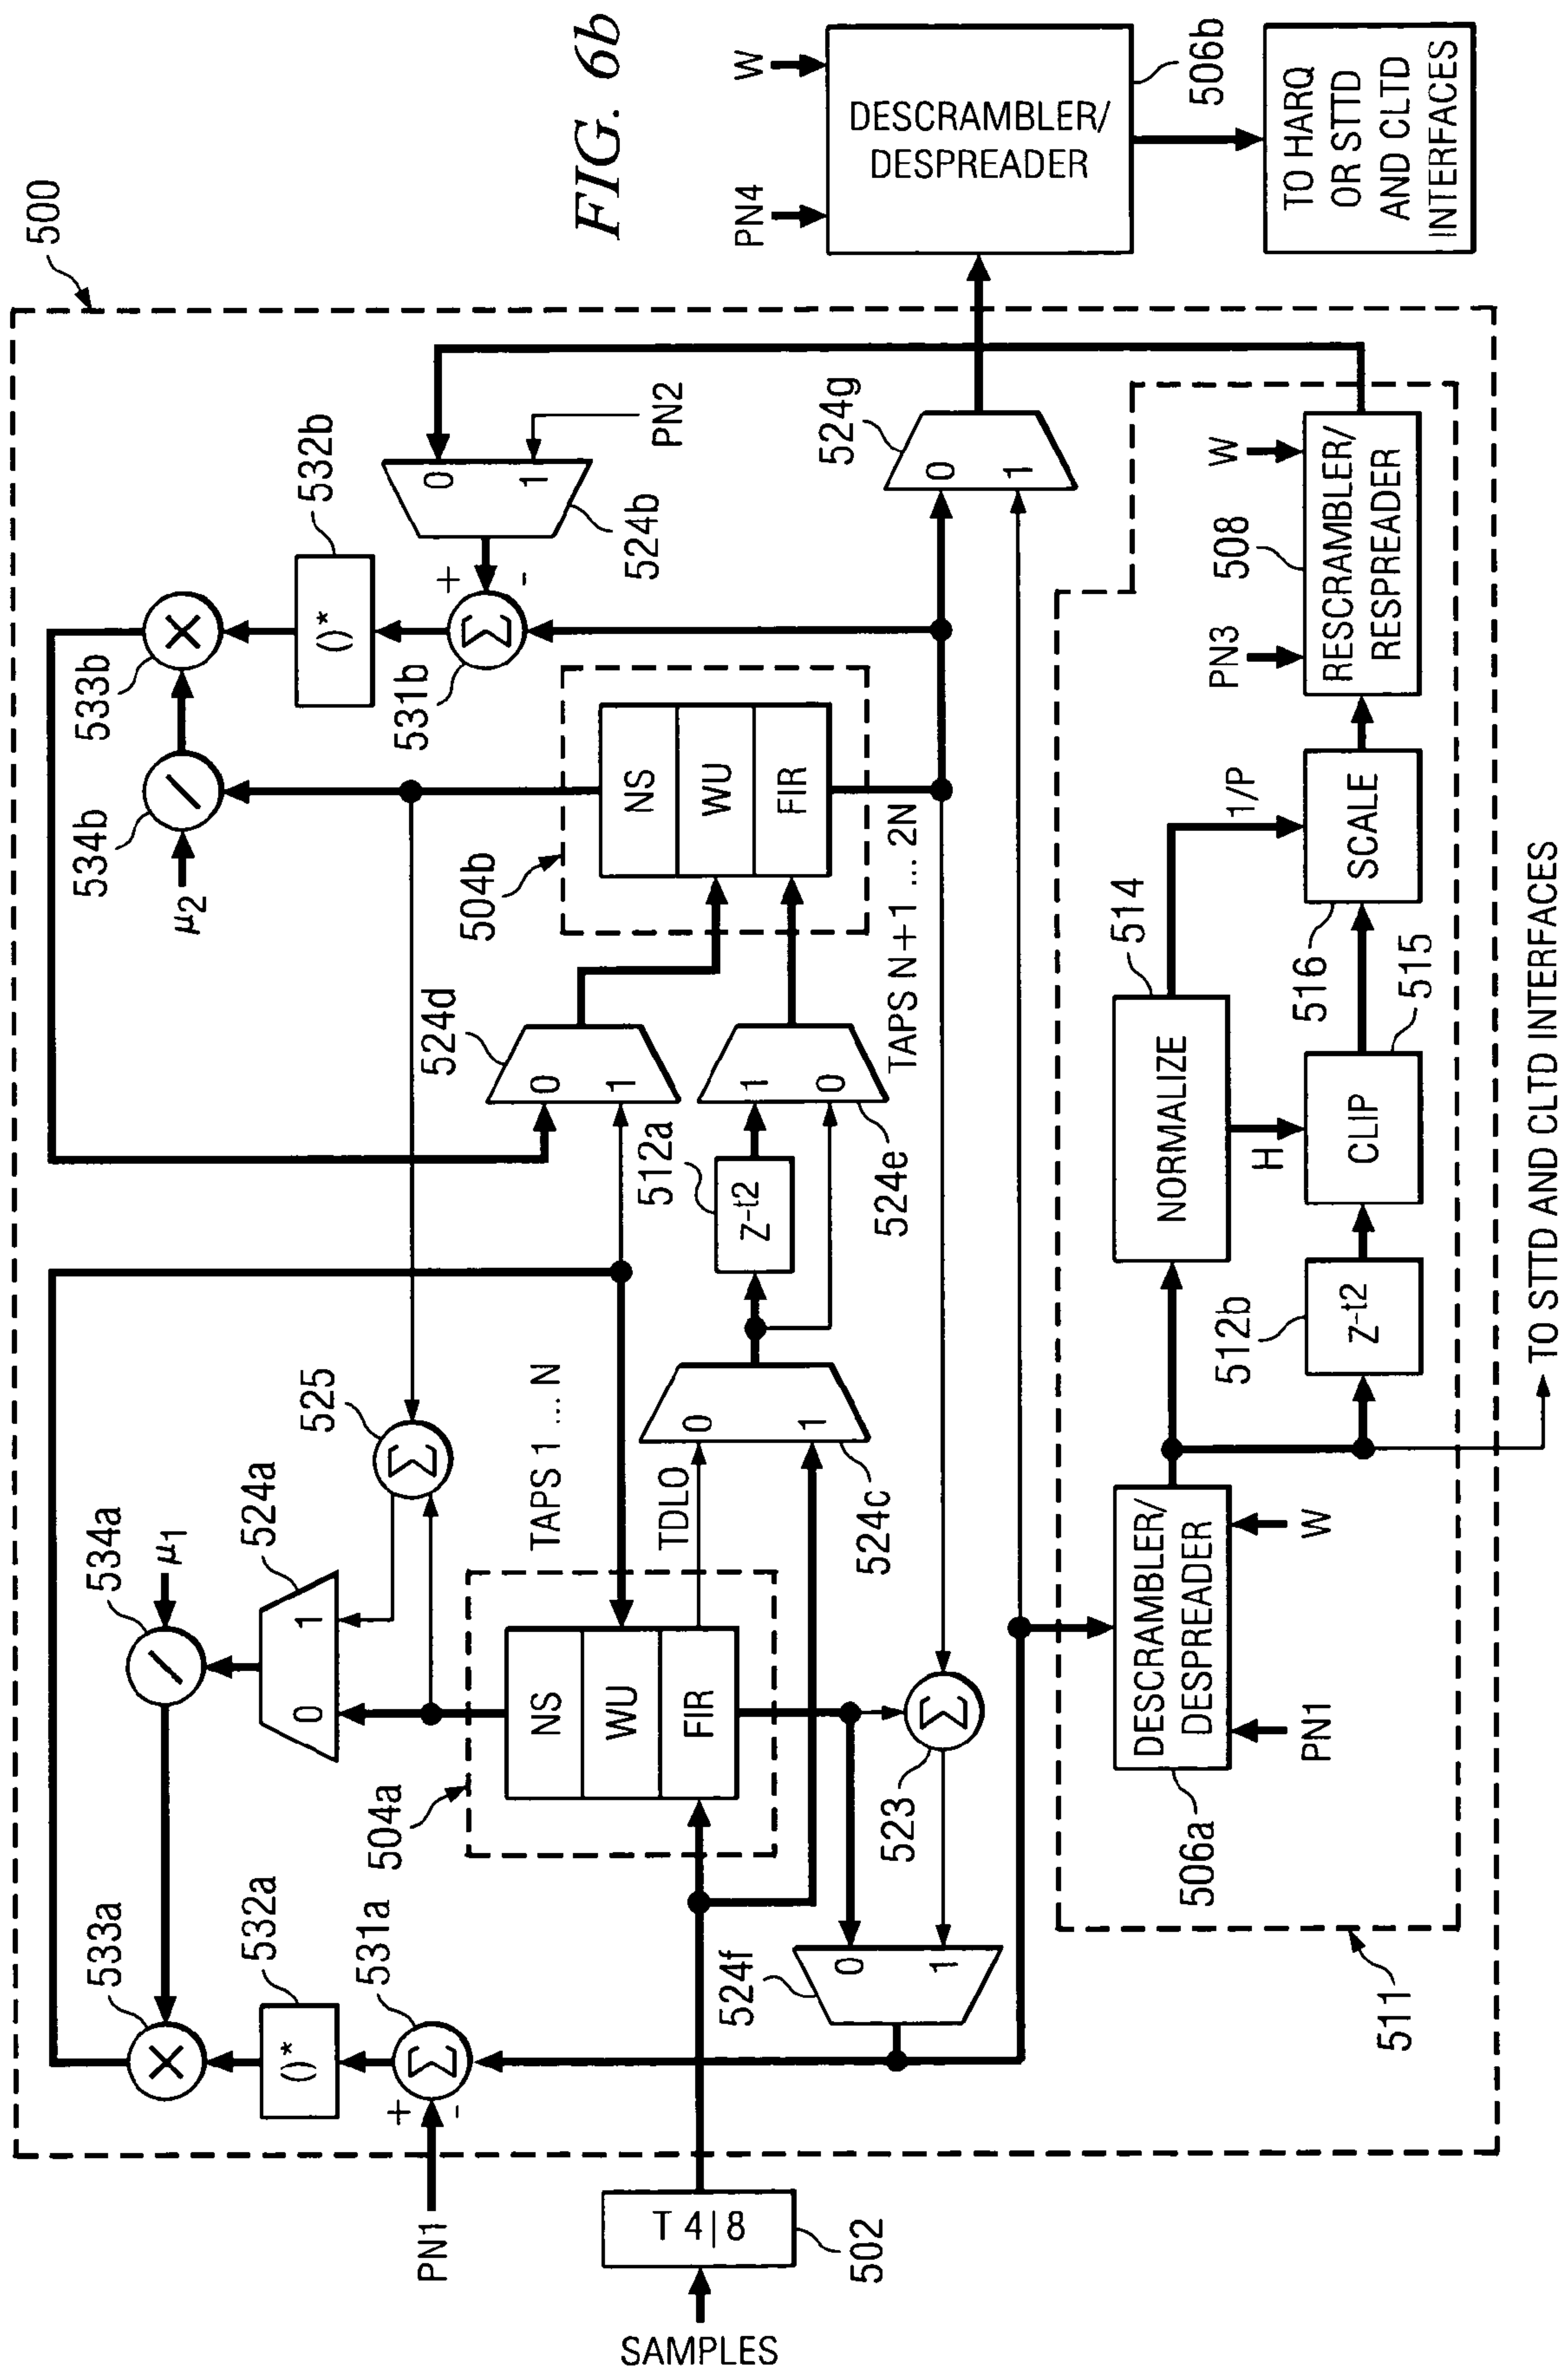 FIG. 6b
500
533a
534a
μ1
524a
525
534b
μ2
533b
532a
()*
531a
Σ
+
-
PN1
0
1
Σ
532b
()*
531b
Σ
+
-
0
1
524b
PN2
504a
NS
WU
FIR
TAPS 1 ... N
TDLO
0
1
524c
512a
Z-t2
524d
0
1
1
0
524e
504b
NS
WU
FIR
TAPS N+1 ... 2N
SAMPLES
T 4|8
502
524f
0
1
523
Σ
524g
0
1
PN4
W
DESCRAMBLER/
DESPREADER
506b
TO HARQ
OR STTD
AND CLTD
INTERFACES
511
506a
DESCRAMBLER/
DESPREADER
PN1
W
512b
Z-t2
NORMALIZE
514
H
CLIP
515
1/P
SCALE
516
PN3
508
W
RESCRAMBLER/
RESPREADER
TO STTD AND CLTD INTERFACES